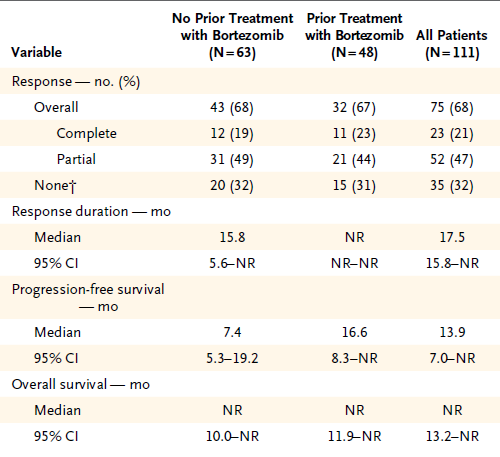 Variable No Prior Treatment with Bortezomib (N=63) Prior Treatment with Bortezomib (N=48) All Patients (N=111)
Response — no. (%)
Overall 43 (68) 32 (67) 75 (68)
Complete 12 (19) 11 (23) 23 (21)
Partial 31 (49) 21 (44) 52 (47)
None† 20 (32) 15 (31) 35 (32)
Response duration — mo
Median 15.8 NR 17.5
95% CI 5.6–NR NR–NR 15.8–NR
Progression-free survival
— mo
Median 7.4 16.6 13.9
95% CI 5.3–19.2 8.3–NR 7.0–NR
Overall survival — mo
Median NR NR NR
95% CI 10.0–NR 11.9–NR 13.2–NR